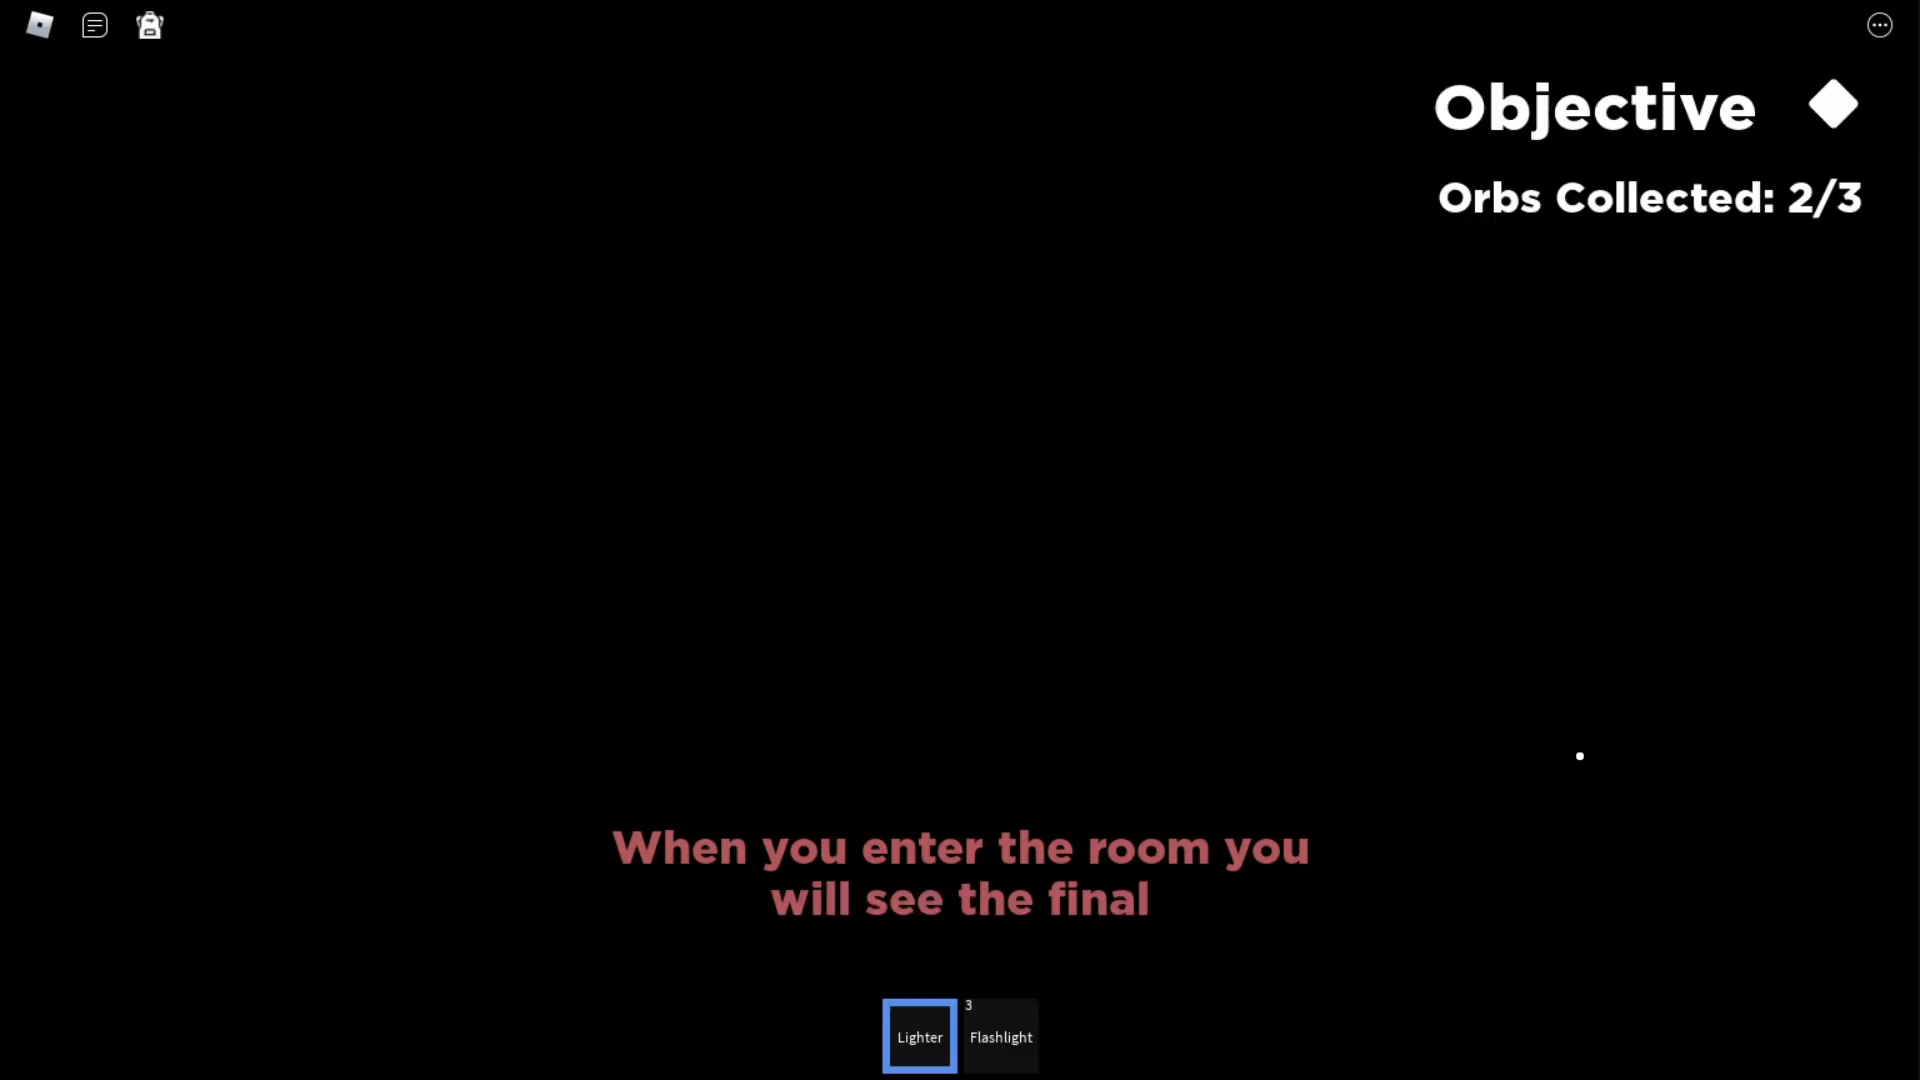 Objective
Orbs Collected: 2/3
When you enter the room you
will see the final
3
Lighter
Flashlight